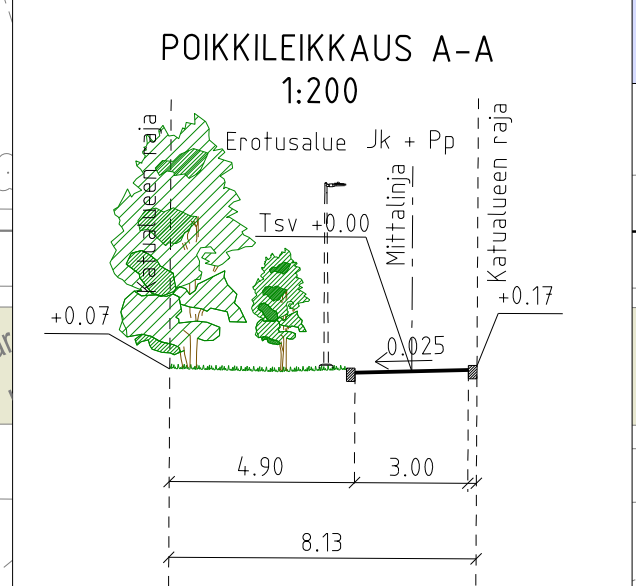 POIKKILEIKKAUS A-A
1:200
Katualueen raja
Erotusalue
Jk + Pp
Mittalinja
Katualueen raja
Tsv +0.00
+0.07
+0.17
0.025
4.90
3.00
8.13